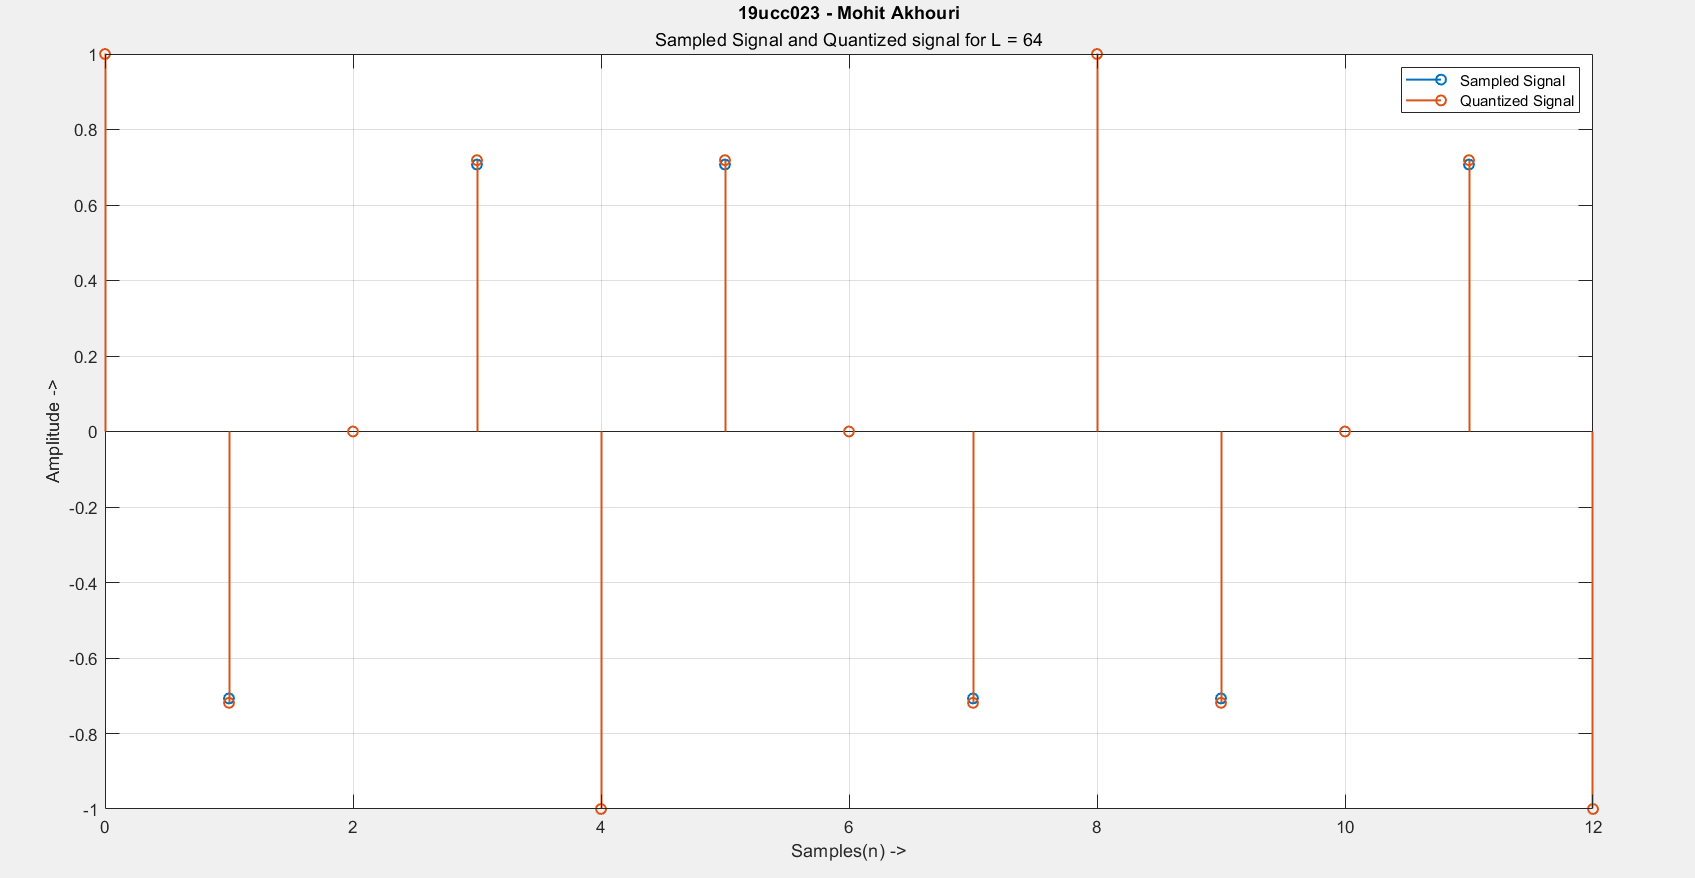 19ucc023 - Mohit Akhouri
Sampled Signal and Quantized signal for L = 64
Sampled Signal
Quantized Signal
1
0.8
0.6
0.4
0.2
0
-0.2
-0.4
-0.6
-0.8
-1
Amplitude ->
0 2 4 6 8 10 12
Samples(n) ->